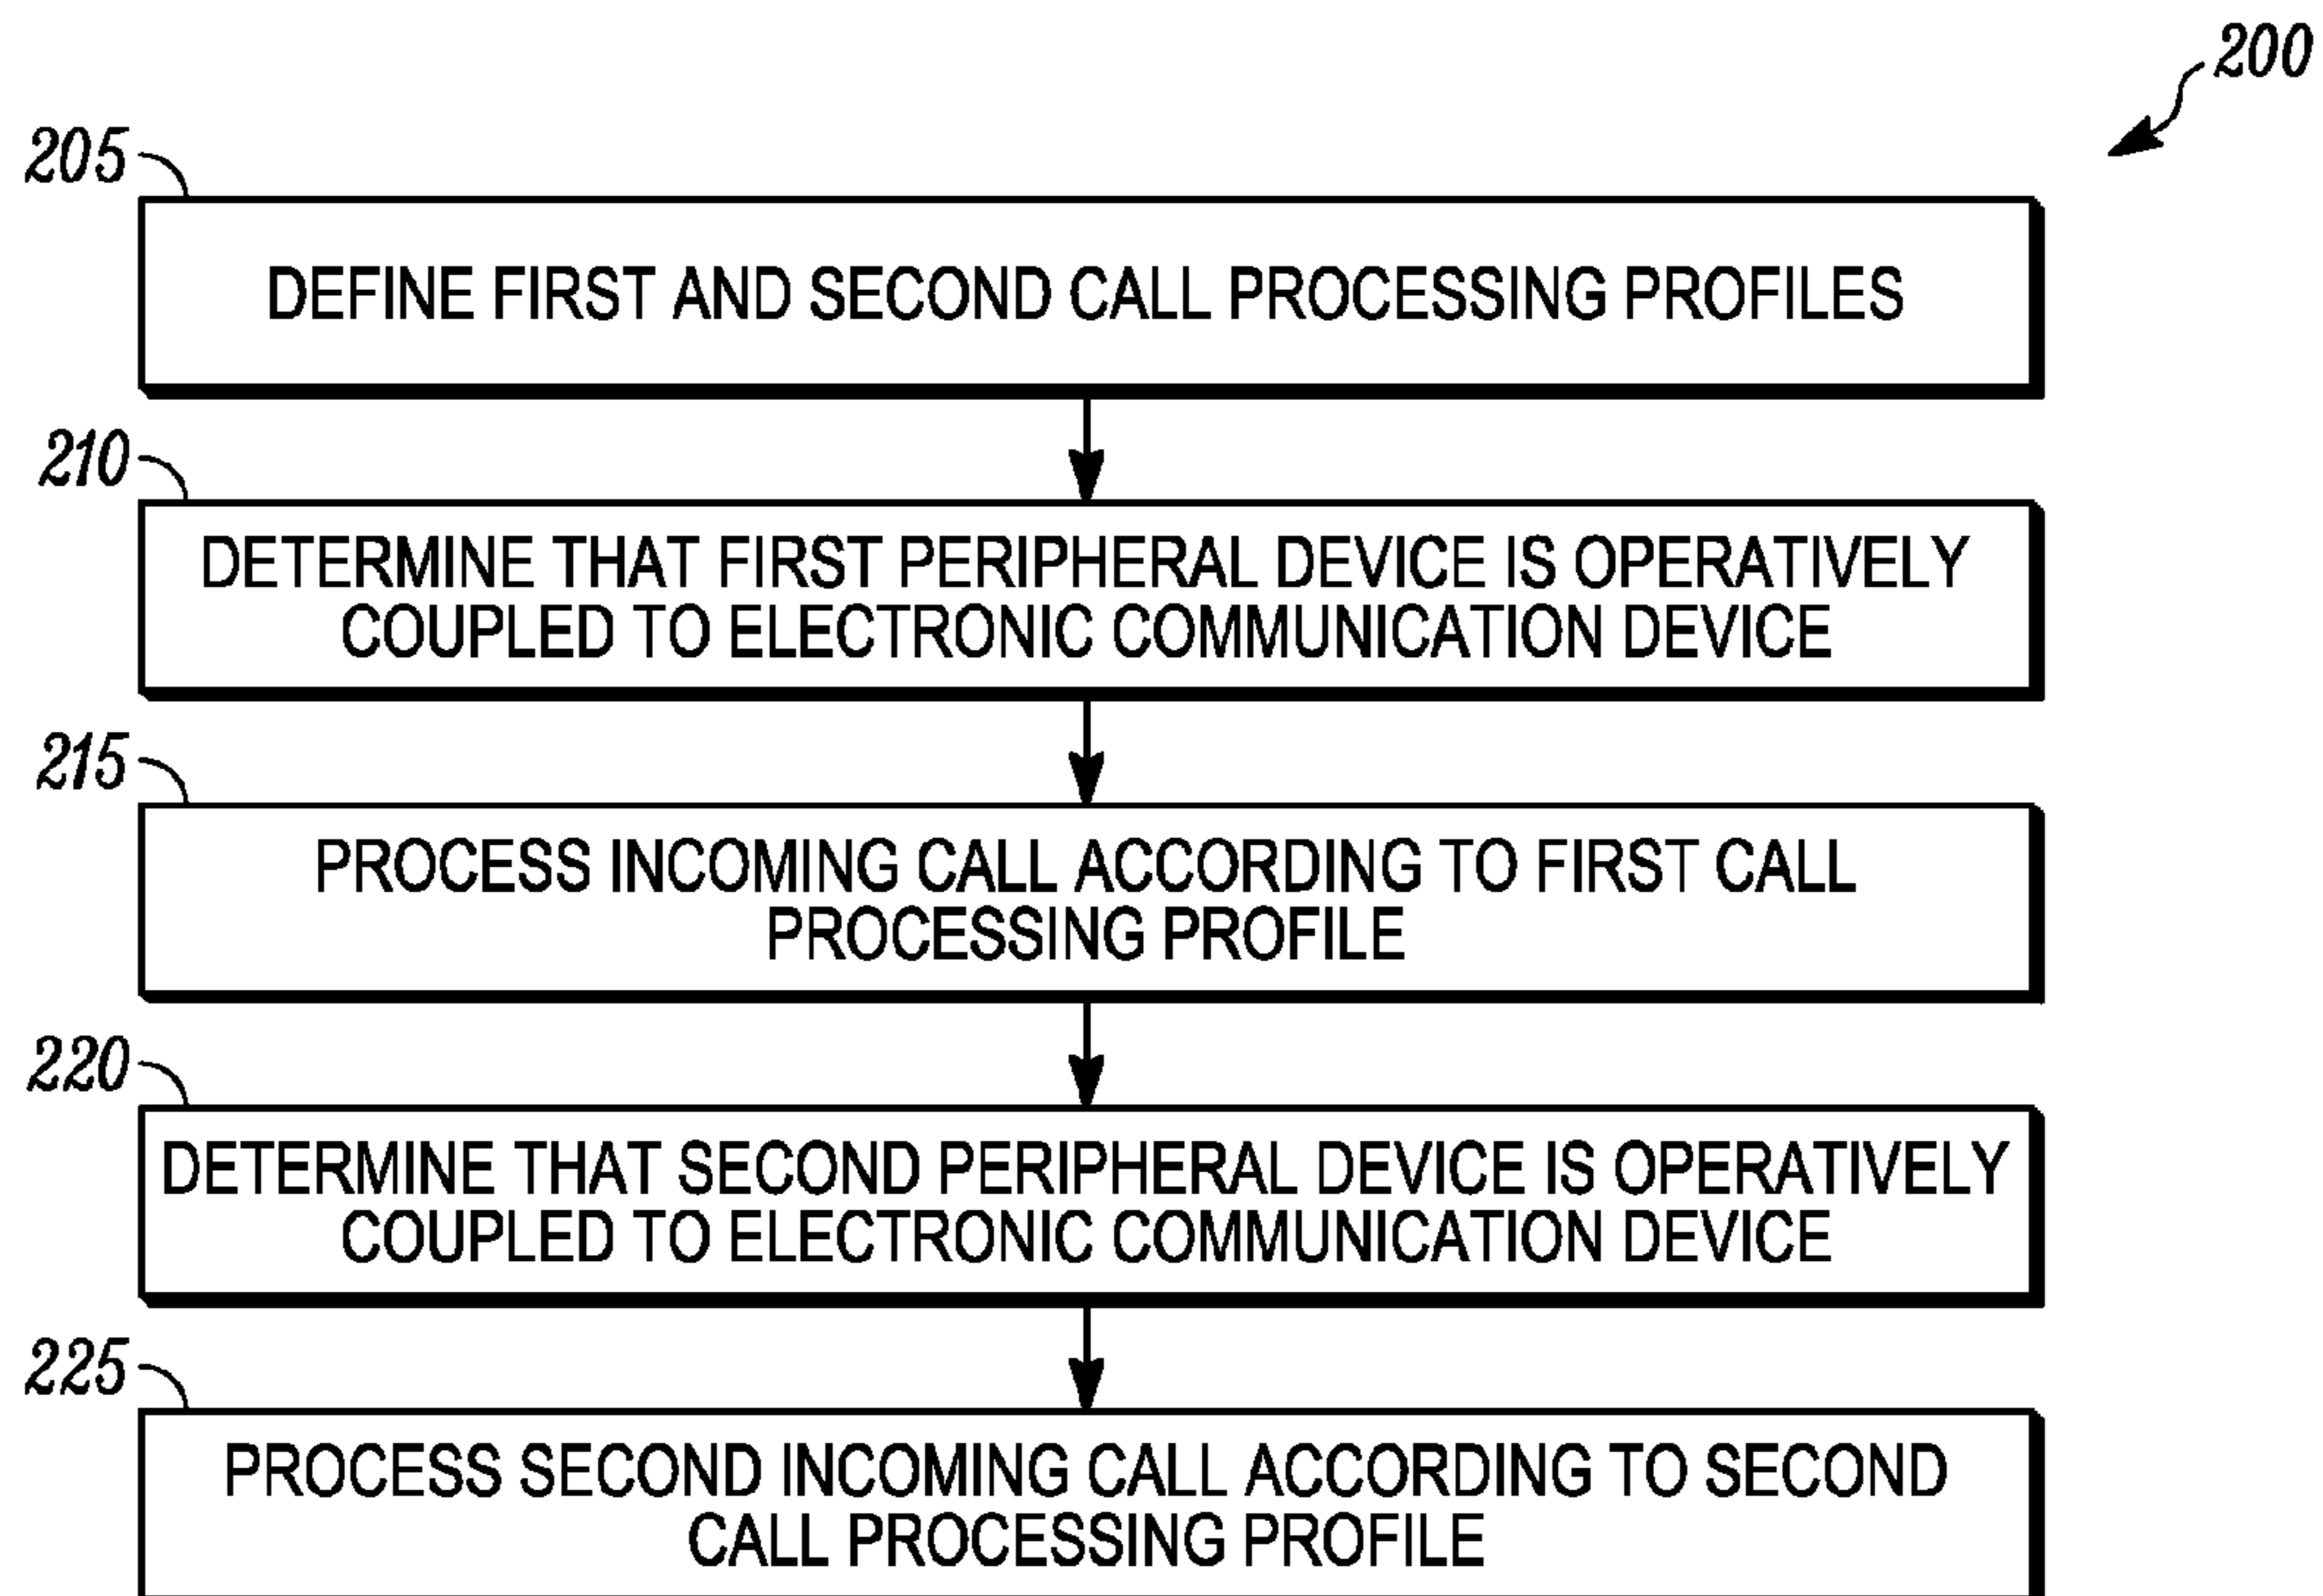 200
205
DEFINE FIRST AND SECOND CALL PROCESSING PROFILES
210
DETERMINE THAT FIRST PERIPHERAL DEVICE IS OPERATIVELY
COUPLED TO ELECTRONIC COMMUNICATION DEVICE
215
PROCESS INCOMING CALL ACCORDING TO FIRST CALL
PROCESSING PROFILE
220
DETERMINE THAT SECOND PERIPHERAL DEVICE IS OPERATIVELY
COUPLED TO ELECTRONIC COMMUNICATION DEVICE
225
PROCESS SECOND INCOMING CALL ACCORDING TO SECOND
CALL PROCESSING PROFILE